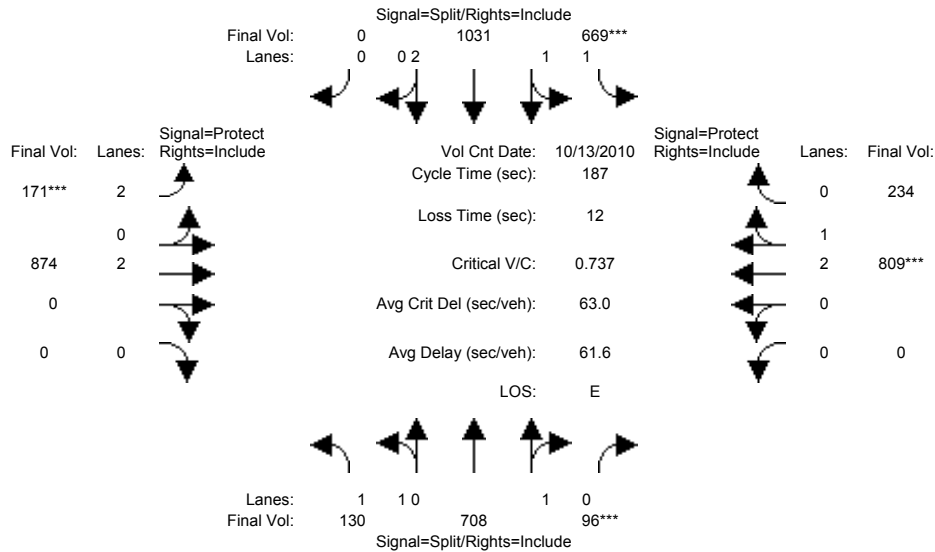 Signal=Split/Rights=Include
Final Vol: 0 1031 669***
Lanes: 0 0 2 1 1
Signal=Protect
Final Vol: Lanes: Rights=Include
Vol Cnt Date: 10/13/2010
Signal=Protect
Rights=Include Lanes: Final Vol:
Cycle Time (sec): 187
171*** 2
0 234
Loss Time (sec): 12
0
1
874 2
Critical V/C: 0.737
2 809***
0
Avg Crit Del (sec/veh): 63.0
0
0 0
Avg Delay (sec/veh): 61.6
0 0
LOS: E
Lanes: 1 1 0 1 0
Final Vol: 130 708 96***
Signal=Split/Rights=Include